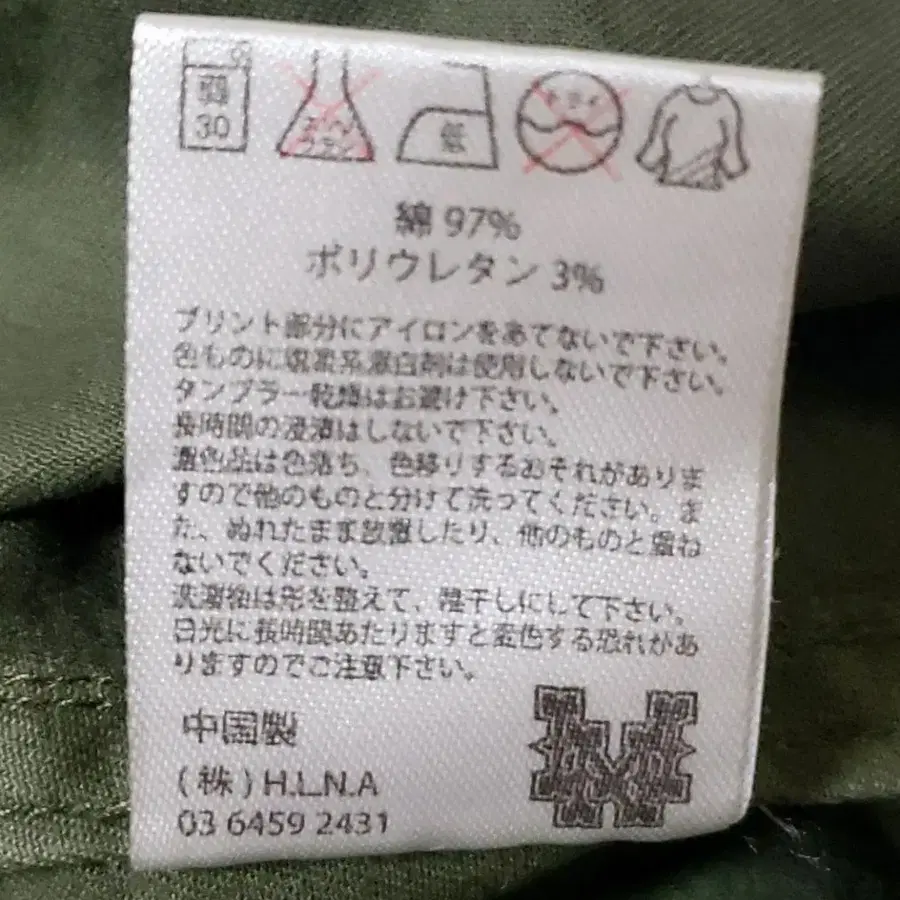 弱
30
エンソ
サラシ
低
ドライ
綿 97%
ポリウレタン 3%
プリント部分にアイロンをあてないで下さい。
色ものに塩素系漂白剤は使用しないで下さい。
タンブラー乾燥はお避け下さい。
長時間の浸漬はしないで下さい。
濃色品は色落ち、色移りするおそれがありま
すので他のものと分けて洗ってください。ま
た、ぬれたまま放置したり、他のものと重ね
ないでください。
洗濯後は形を整えて、陰干しにして下さい。
日光に長時間あたりますと変色する恐れがあ
りますのでご注意下さい。
中国製
(株) H.L.N.A
03 6459 2431